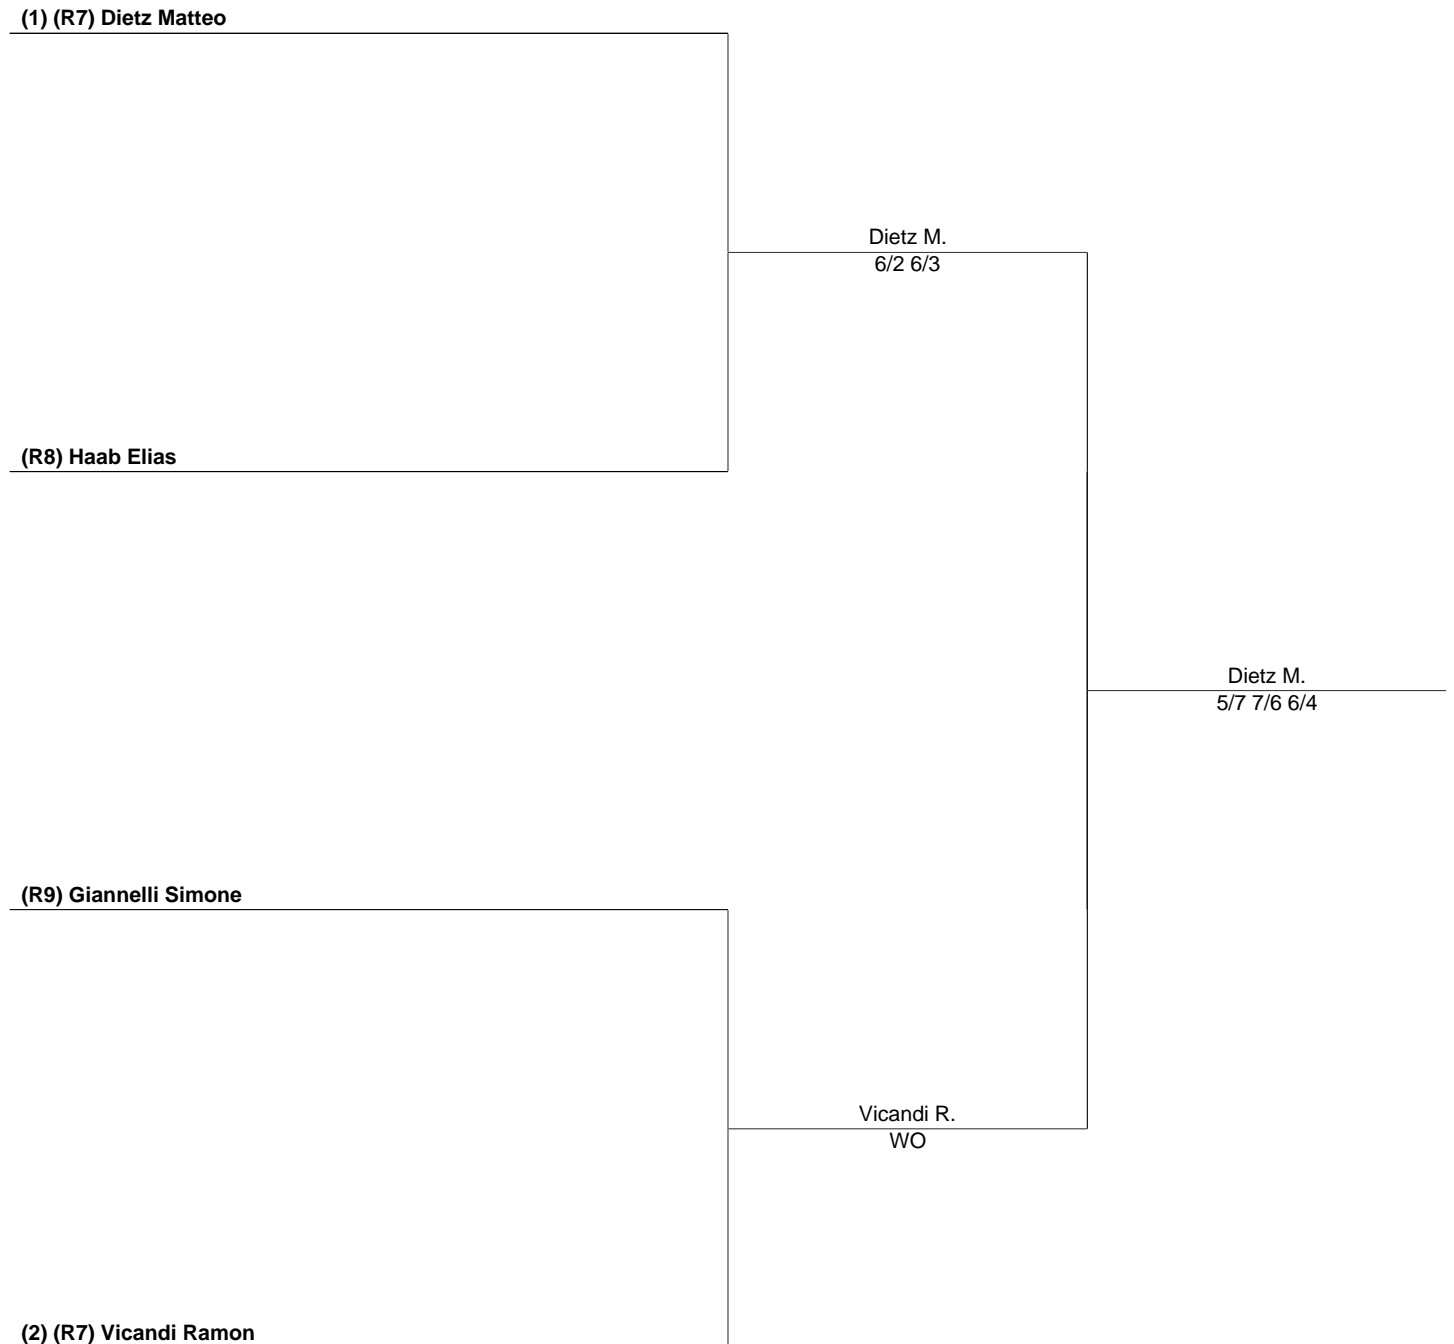 (1) (R7) Dietz Matteo
Dietz M.
6/2 6/3
(R8) Haab Elias
Dietz M.
5/7 7/6 6/4
(R9) Giannelli Simone
Vicandi R.
WO
(2) (R7) Vicandi Ramon